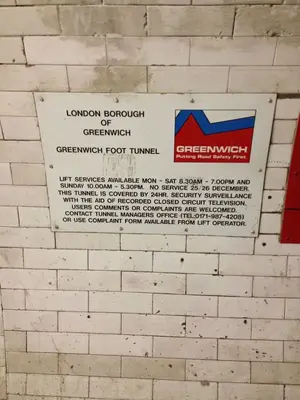 LONDON BOROUGH
OF
GREENWICH
GREENWICH FOOT TUNNEL
GREENWICH
Putting Road Safety First
LIFT SERVICES AVAILABLE MON - SAT 8.30AM - 7.00PM AND
SUNDAY 10.00AM - 5.30PM. NO SERVICE 25/26 DECEMBER.
THIS TUNNEL IS COVERED BY 24HR. SECURITY SURVEILLANCE
WITH THE AID OF RECORDED CLOSED CIRCUIT TELEVISION.
USERS COMMENTS OR COMPLAINTS ARE WELCOMED.
CONTACT TUNNEL MANAGERS OFFICE (TEL:0171-987-4208)
OR USE COMPLAINT FORM AVAILABLE FROM LIFT OPERATOR.